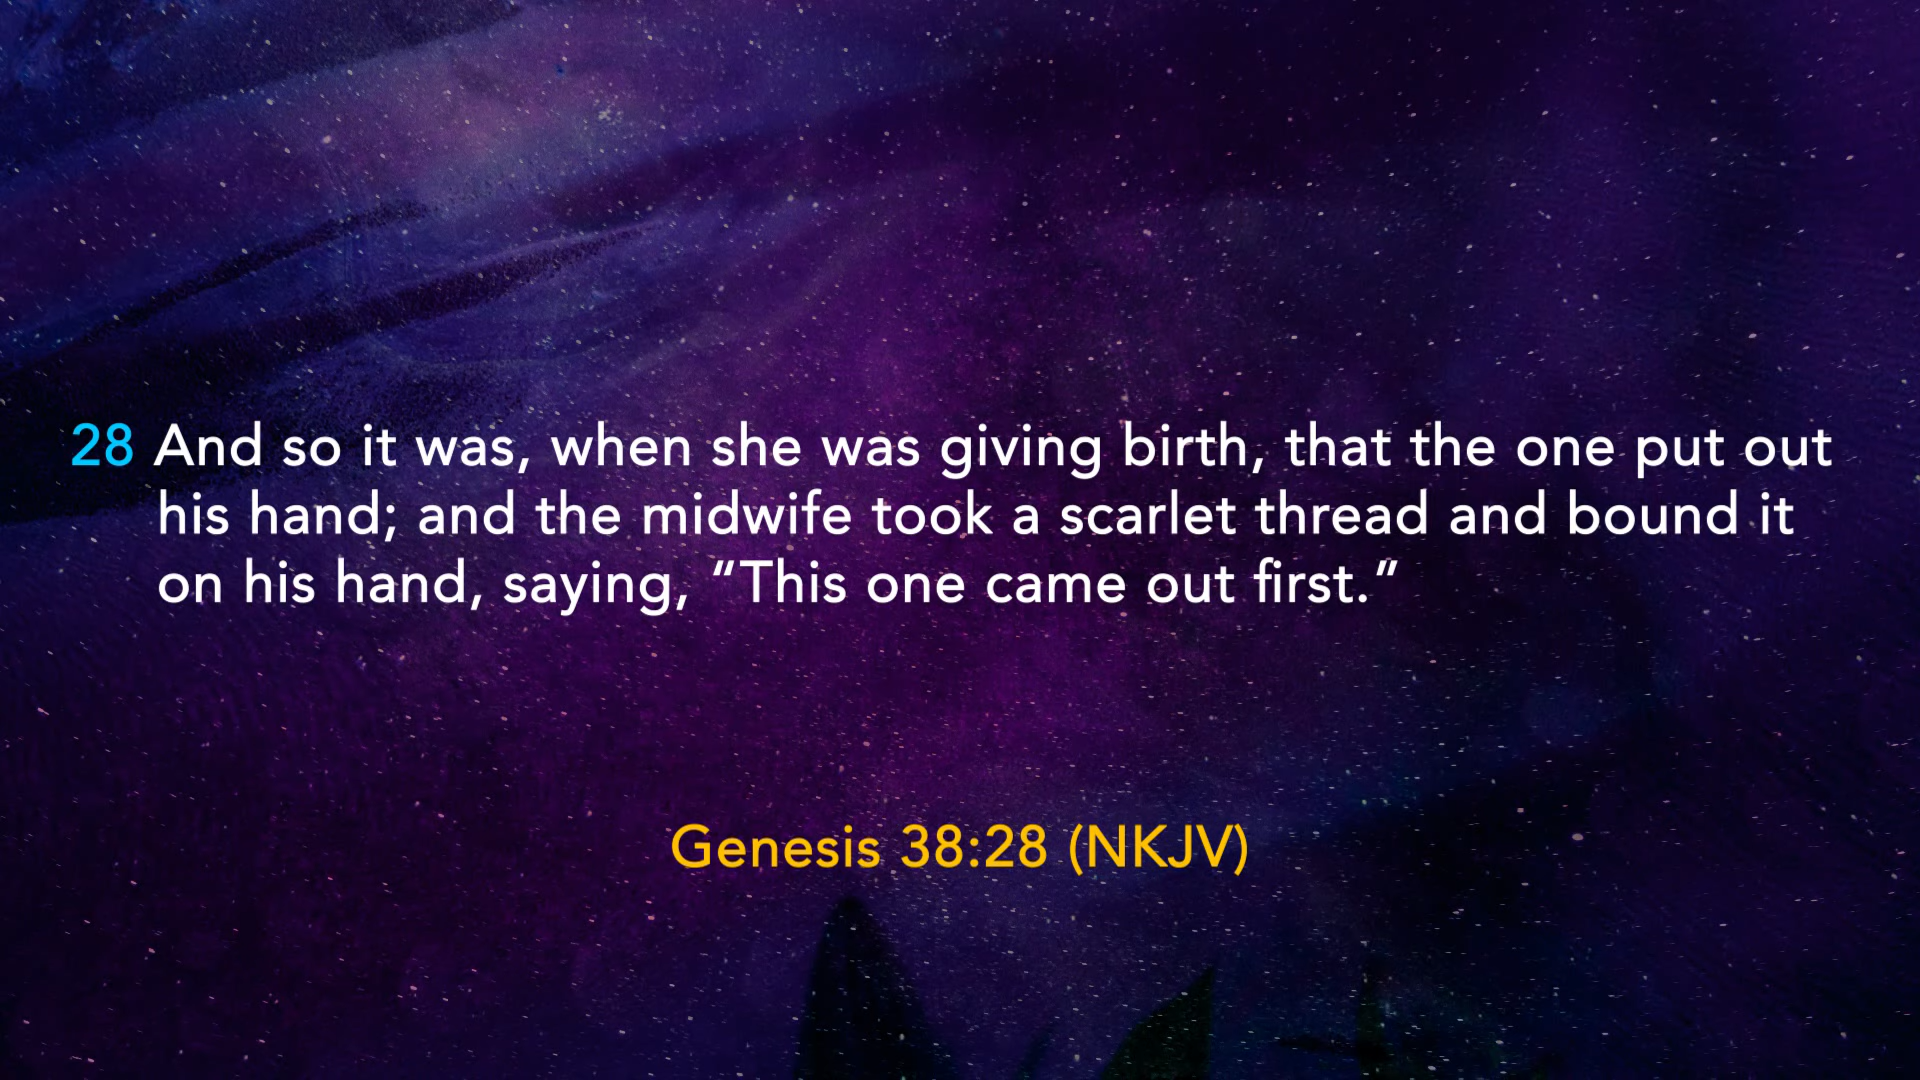 28 And so it was, when she was giving birth, that the one put out
his hand; and the midwife took a scarlet thread and bound it
on his hand, saying, “This one came out first.”
Genesis 38:28 (NKJV)